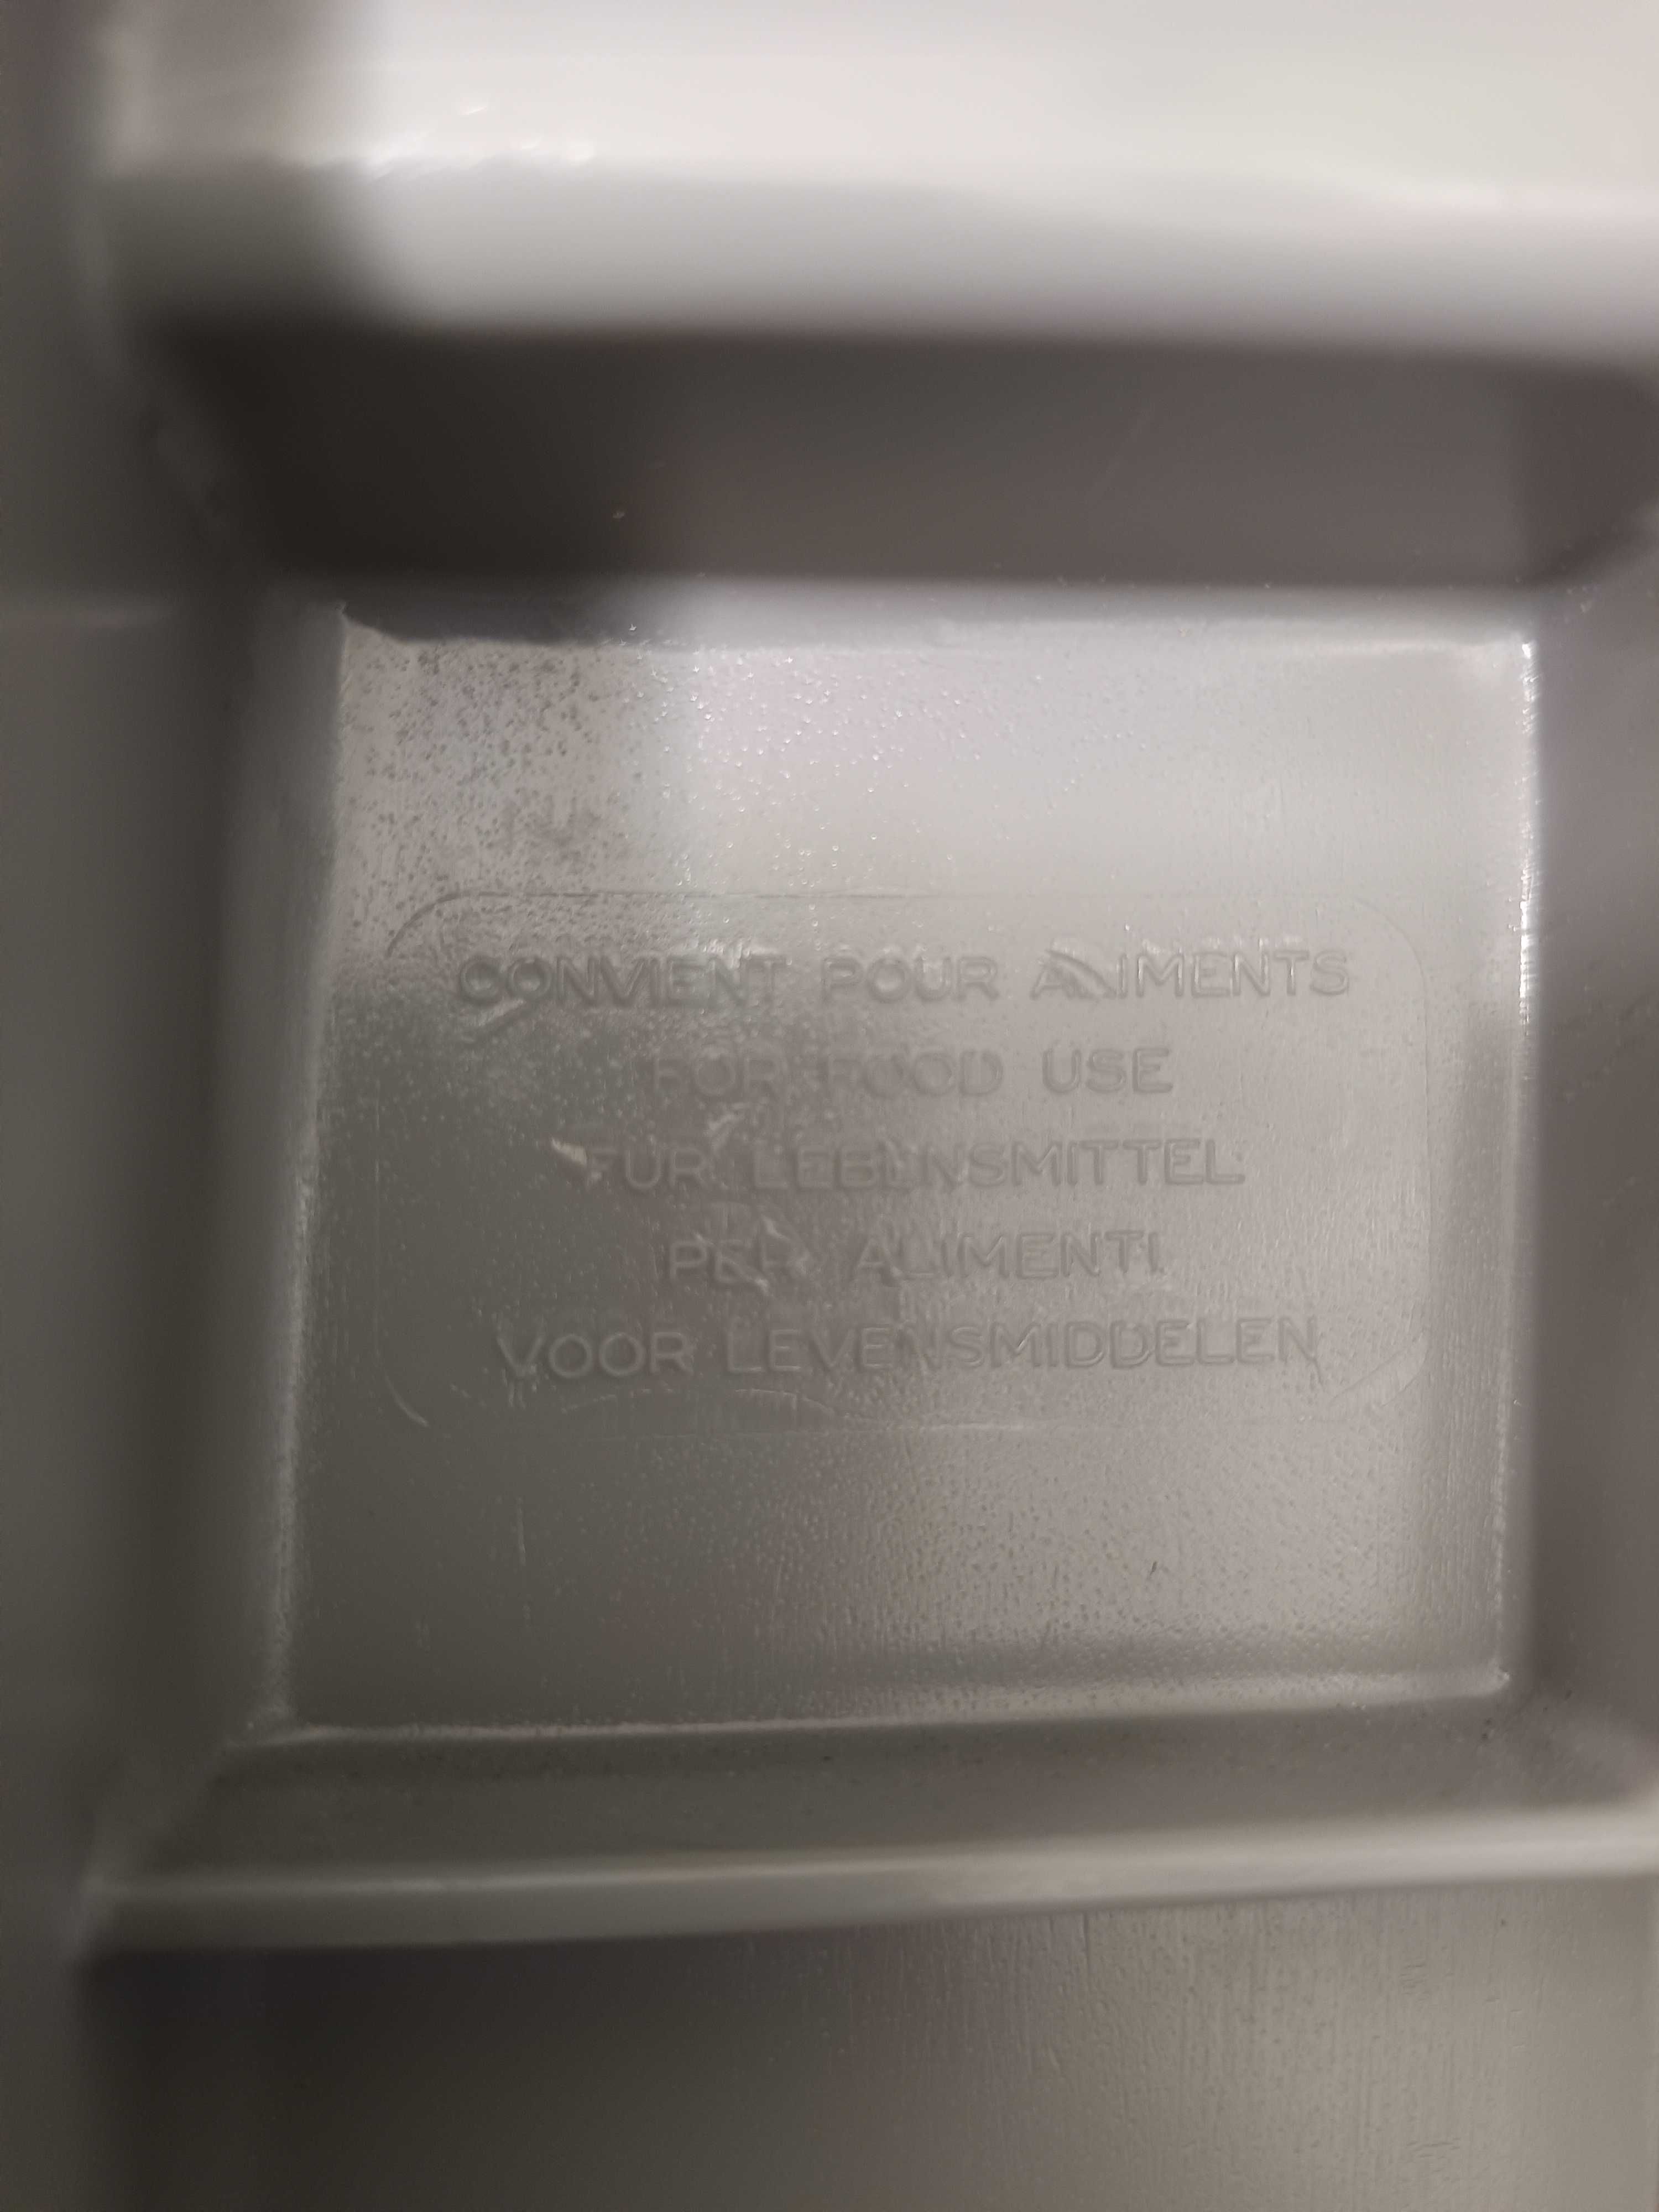 CONVIENT POUR ALIMENTS
FOR FOOD USE
FUR LEBENSMITTEL
PER ALIMENTI
VOOR LEVENSMIDDELEN